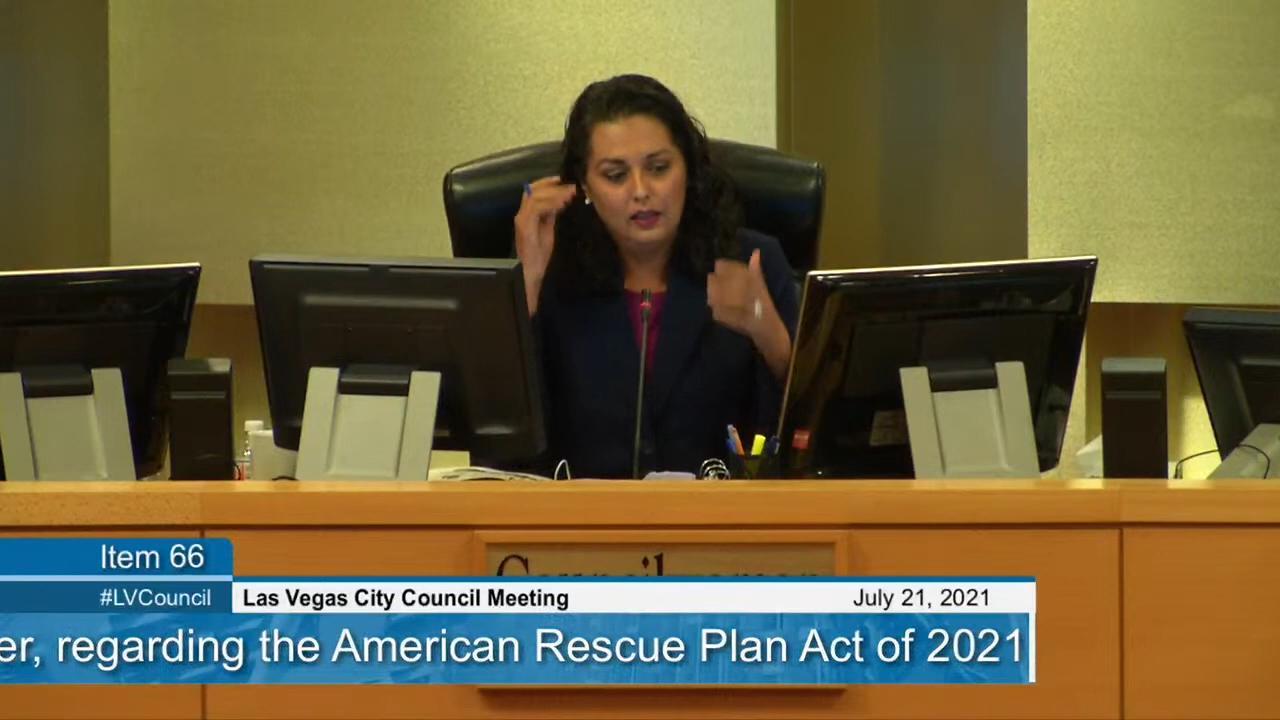 Councilwoman
Item 66
#LVCouncil
Las Vegas City Council Meeting
July 21, 2021
er, regarding the American Rescue Plan Act of 2021